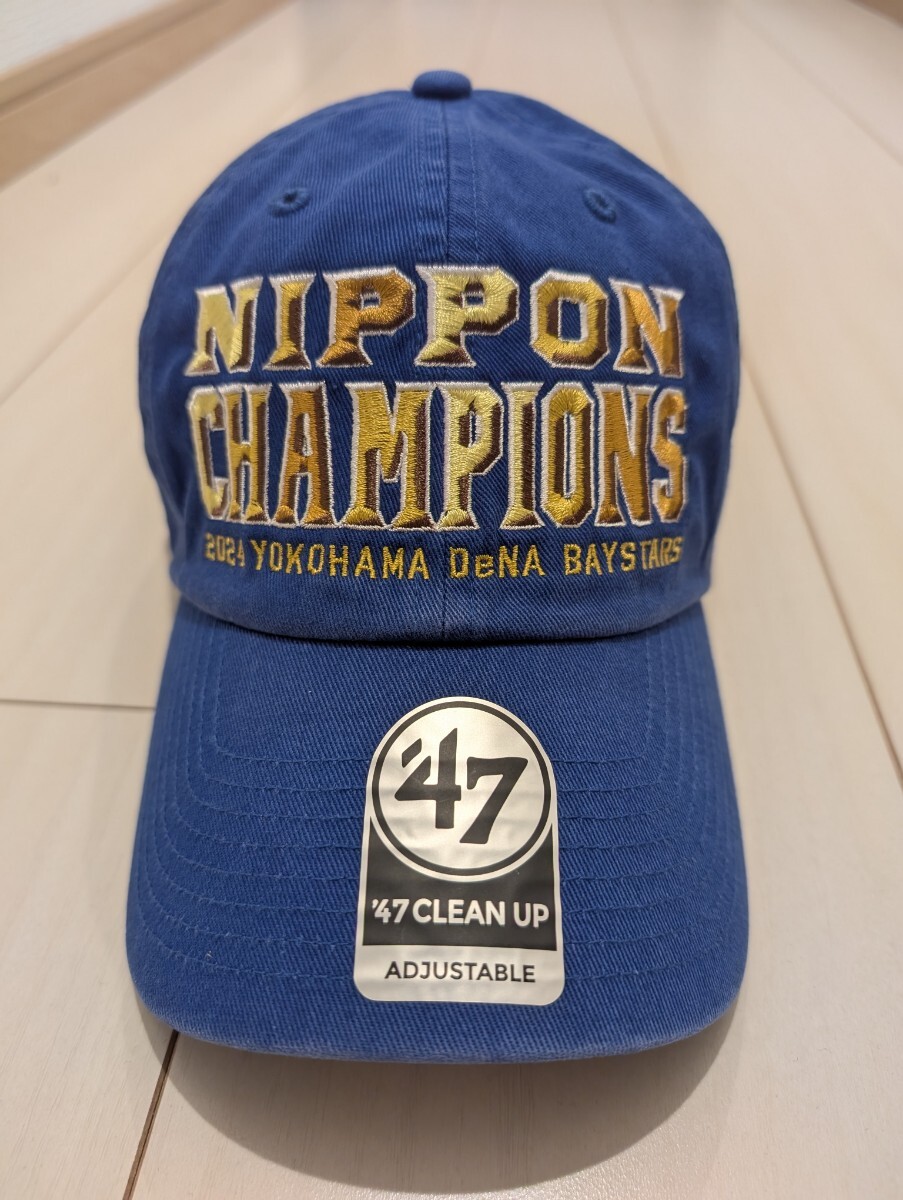 NIPPON
CHAMPIONS
2024 YOKOHAMA DeNA BAYSTARS
'47
'47 CLEAN UP
ADJUSTABLE